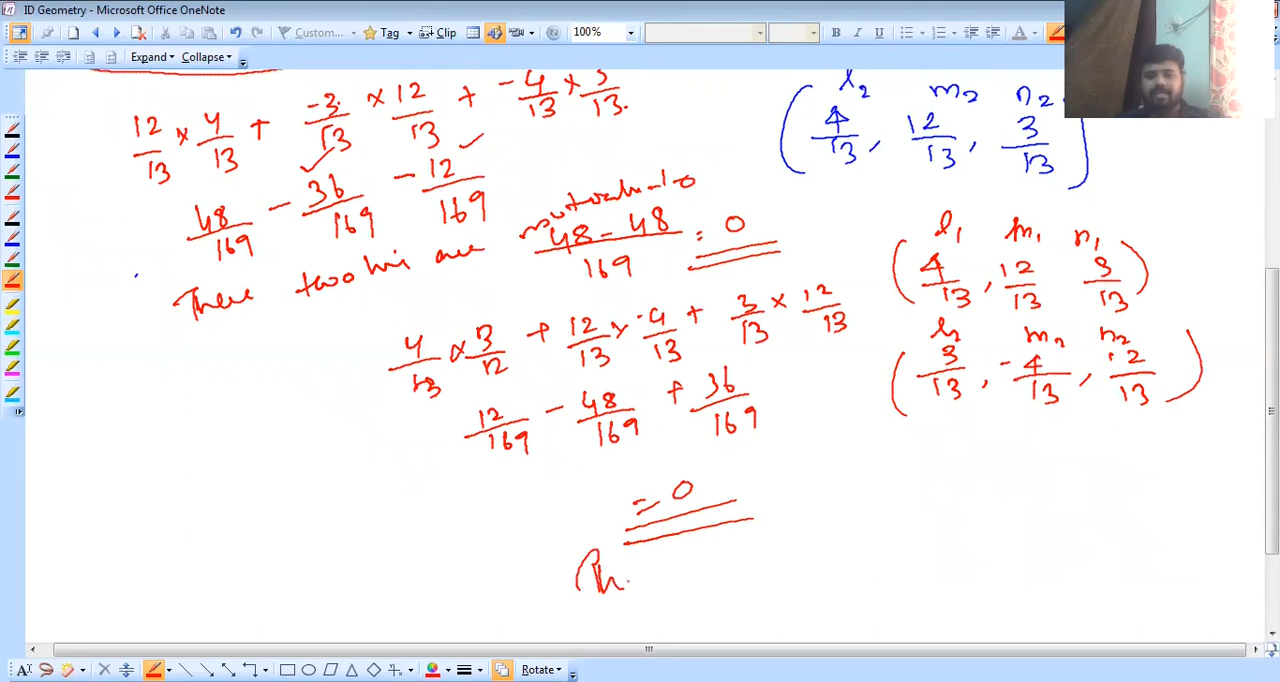 3D Geometry - Microsoft Office OneNote
Custom... Tag Clip 100% B I U A
Expand Collapse
12/13 × 4/13 + -3/13 × 12/13 + -4/13 × 3/13
48/169 - 36/169 - 12/169
48 - 48/169 = 0
These two are
4/13 × 3/12 + 12/13 × -4/13 + 3/13 × 12/13
12/169 - 48/169 + 36/169
= 0
l2 m2 n2
(4/13, 12/13, 3/13)
l1 m1 n1
(4/13, 12/13 3/13)
l2 m2 n2
(3/13, -4/13, 12/13)
Rotate